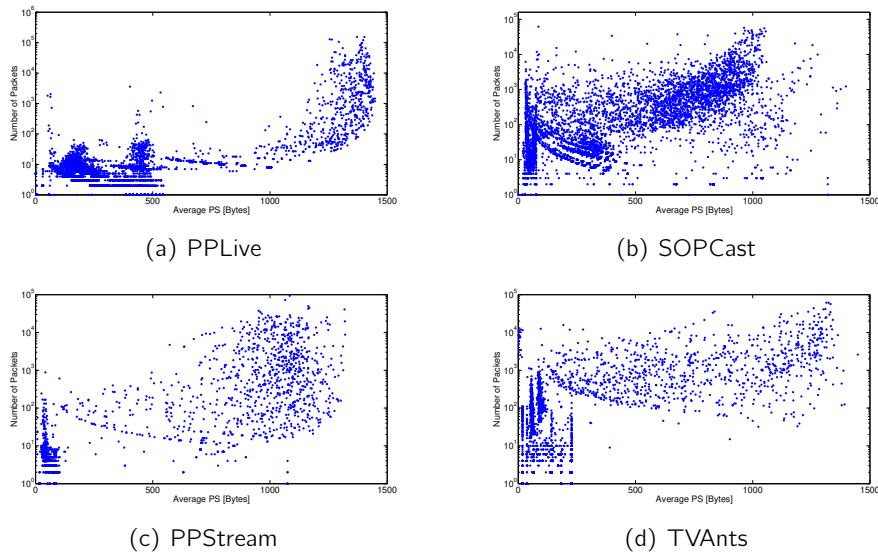 10^6
10^5
10^4
10^3
10^2
10^1
10^0
Number of Packets
0 500 1000 1500
Average PS [Bytes]
(a) PPLive
10^5
10^4
10^3
10^2
10^1
10^0
Number of Packets
0 500 1000 1500
Average PS [Bytes]
(b) SOPCast
10^5
10^4
10^3
10^2
10^1
10^0
Number of Packets
0 500 1000 1500
Average PS [Bytes]
(c) PPStream
10^5
10^4
10^3
10^2
10^1
10^0
Number of Packets
0 500 1000 1500
Average PS [Bytes]
(d) TVAnts